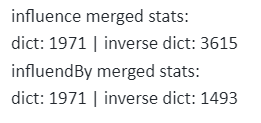 influence merged stats:
dict: 1971 | inverse dict: 3615
influendBy merged stats:
dict: 1971 | inverse dict: 1493